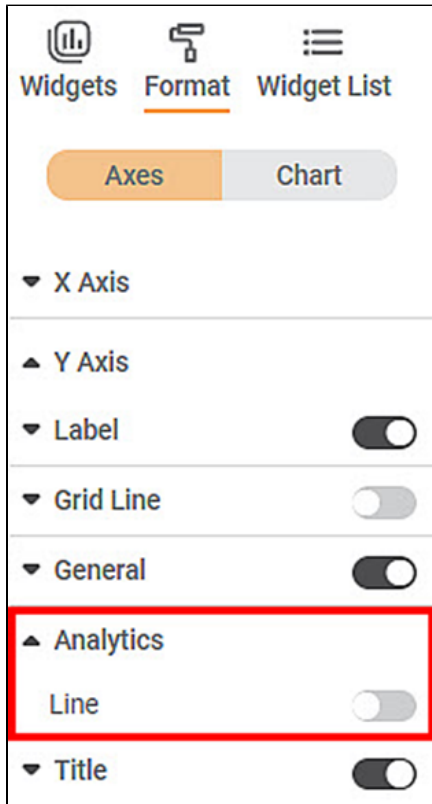 Widgets Format Widget List
Axes Chart
X Axis
Y Axis
Label
Grid Line
General
Analytics
Line
Title